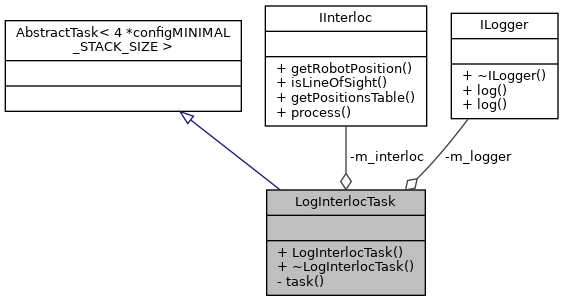 AbstractTask< 4 *configMINIMAL
_STACK_SIZE >
IInterloc
+ getRobotPosition()
+ isLineOfSight()
+ getPositionsTable()
+ process()
ILogger
+ ~ILogger()
+ log()
+ log()
-m_interloc
-m_logger
LogInterlocTask
+ LogInterlocTask()
+ ~LogInterlocTask()
- task()